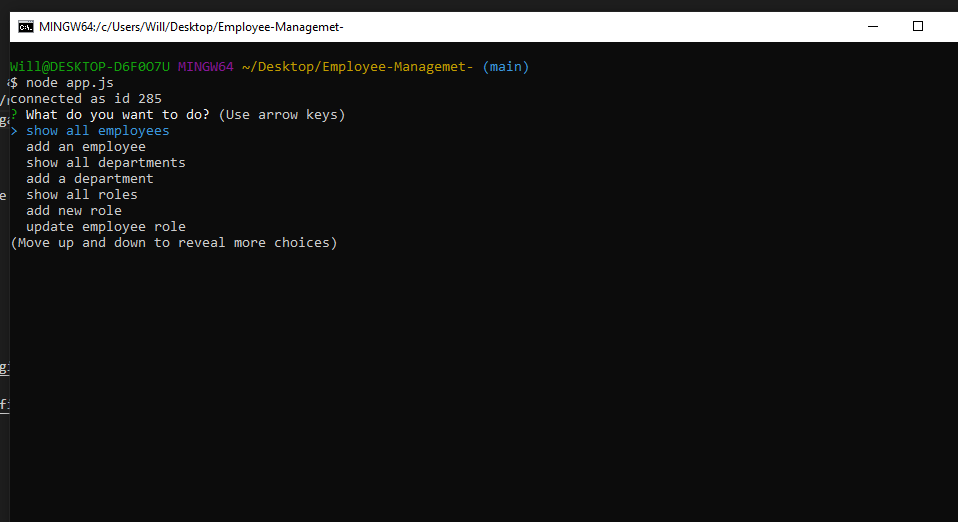 MINGW64:/c/Users/Will/Desktop/Employee-Managemet-
Will@DESKTOP-D6F0O7U MINGW64 ~/Desktop/Employee-Managemet- (main)
$ node app.js
connected as id 285
? What do you want to do? (Use arrow keys)
> show all employees
add an employee
show all departments
add a department
show all roles
add new role
update employee role
(Move up and down to reveal more choices)